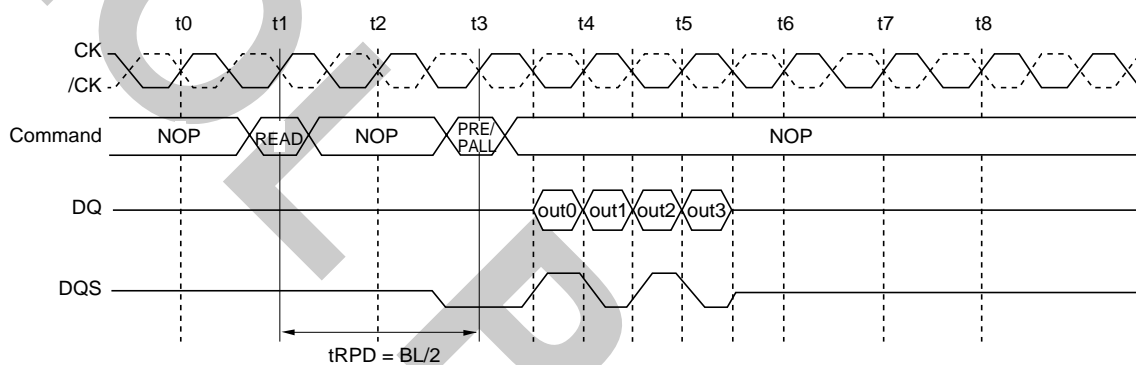 t0 t1 t2 t3 t4 t5 t6 t7 t8
CK
/CK
Command NOP READ NOP PRE/
PALL NOP
DQ out0 out1 out2 out3
DQS
tRPD = BL/2